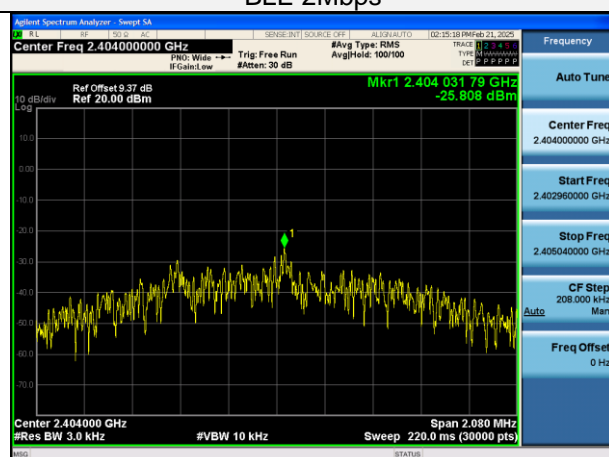 BLE 2Mbps
Agilent Spectrum Analyzer - Swept SA
RL RF 50 Ω AC SENSE:INT SOURCE OFF ALIGNAUTO 02:15:18 PM Feb 21, 2025
Center Freq 2.404000000 GHz
PNO: Wide
IFGain:Low
Trig: Free Run
#Atten: 30 dB
#Avg Type: RMS
Avg|Hold: 100/100
TRACE 1 2 3 4 5 6
TYPE M
DET P P P P P P
Mkr1 2.404 031 79 GHz
-25.808 dBm
Ref Offset 9.37 dB
Ref 20.00 dBm
10 dB/div
Log
10.0
0.00
-10.0
-20.0
-30.0
-40.0
-50.0
-60.0
-70.0
1
Center 2.404000 GHz
#Res BW 3.0 kHz
#VBW 10 kHz
Span 2.080 MHz
Sweep 220.0 ms (30000 pts)
MSG
STATUS
Frequency
Auto Tune
Center Freq
2.404000000 GHz
Start Freq
2.402960000 GHz
Stop Freq
2.405040000 GHz
CF Step
208.000 kHz
Auto Man
Freq Offset
0 Hz